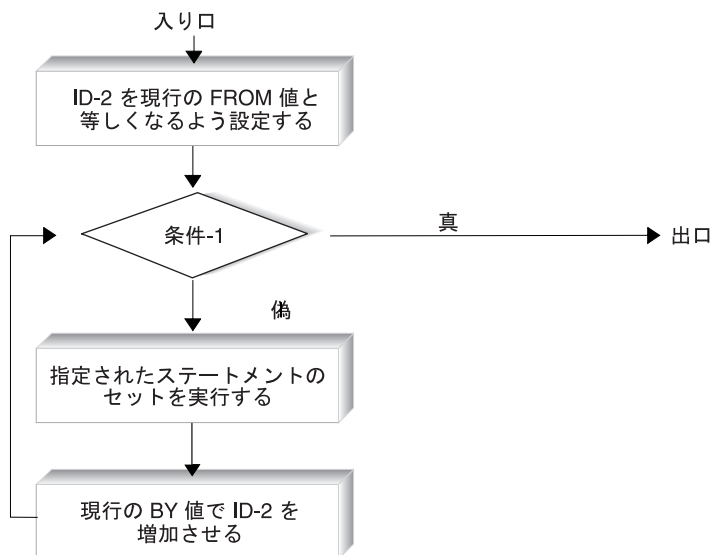 入り口
ID-2 を現行の FROM 値と
等しくなるよう設定する
条件-1
真
出口
偽
指定されたステートメントの
セットを実行する
現行の BY 値で ID-2 を
増加させる